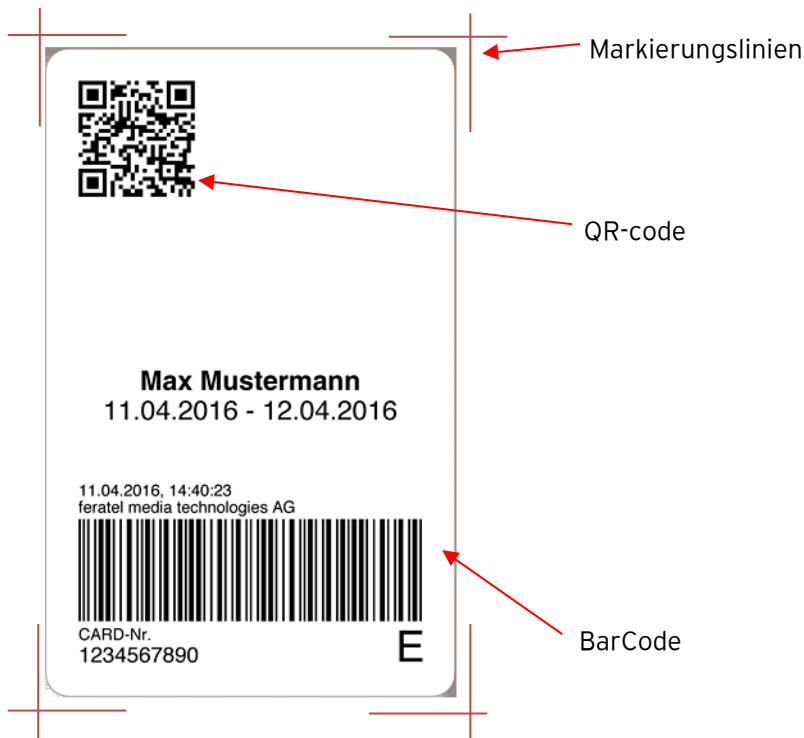 Markierungslinien
QR-code
Max Mustermann
11.04.2016 - 12.04.2016
11.04.2016, 14:40:23
feratel media technologies AG
BarCode
CARD-Nr.
1234567890
E